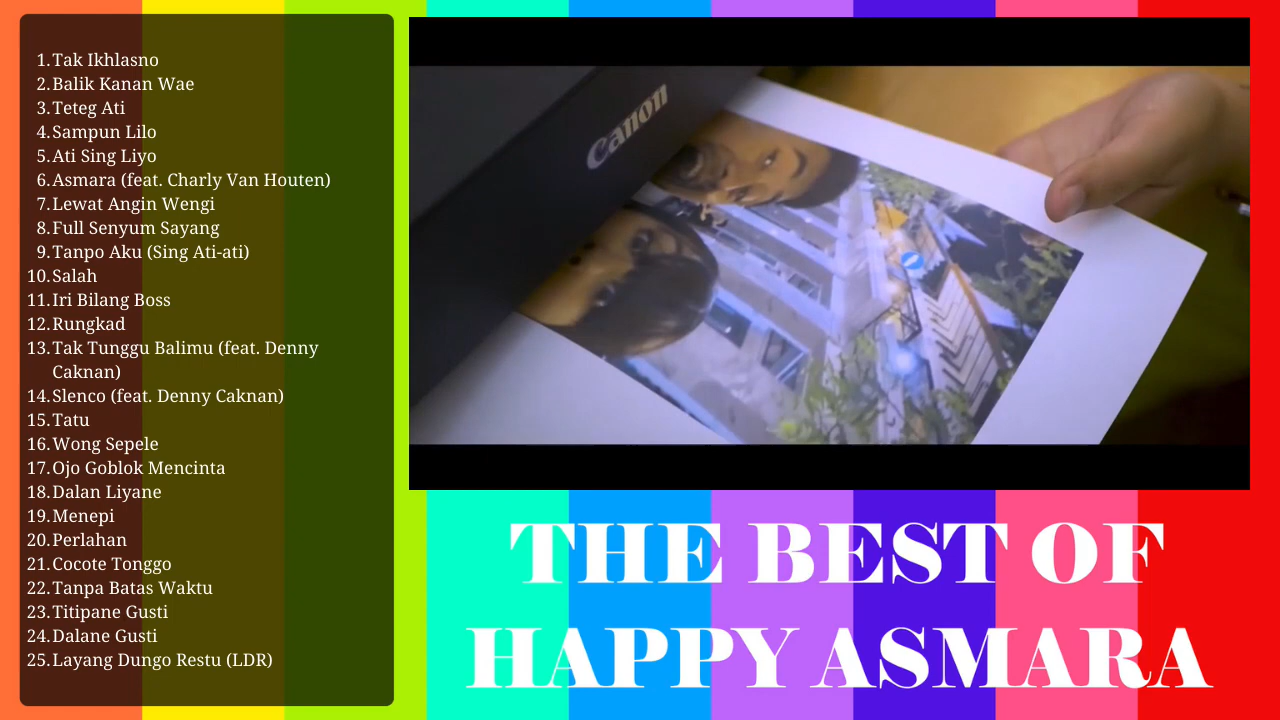 1. Tak Ikhlasno
2. Balik Kanan Wae
3. Teteg Ati
4. Sampun Lilo
5. Ati Sing Liyo
6. Asmara (feat. Charly Van Houten)
7. Lewat Angin Wengi
8. Full Senyum Sayang
9. Tanpo Aku (Sing Ati-ati)
10. Salah
11. Iri Bilang Boss
12. Rungkad
13. Tak Tunggu Balimu (feat. Denny
Caknan)
14. Slenco (feat. Denny Caknan)
15. Tatu
16. Wong Sepele
17. Ojo Goblok Mencinta
18. Dalan Liyane
19. Menepi
20. Perlahan
21. Cocote Tonggo
22. Tanpa Batas Waktu
23. Titipane Gusti
24. Dalane Gusti
25. Layang Dungo Restu (LDR)
Canon
THE BEST OF
HAPPY ASMARA